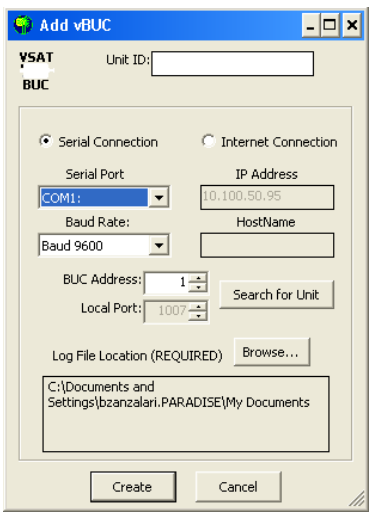 Add vBUC
VSAT
BUC
Unit ID:
Serial Connection
Internet Connection
Serial Port
IP Address
COM1:
10.100.50.95
Baud Rate:
HostName
Baud 9600
BUC Address: 1
Local Port: 1007
Search for Unit
Log File Location (REQUIRED)
Browse...
C:\Documents and
Settings\bzanzalari.PARADISE\My Documents
Create
Cancel